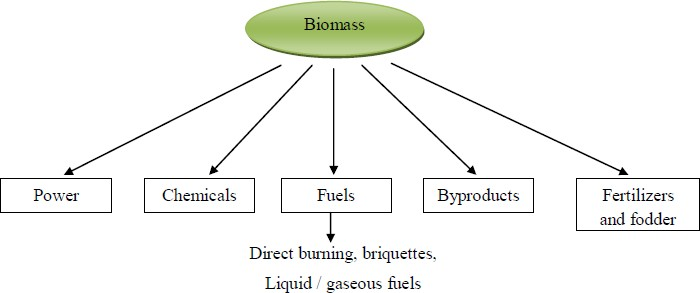 Biomass
Power
Chemicals
Fuels
Byproducts
Fertilizers
and fodder
Direct burning, briquettes,
Liquid / gaseous fuels